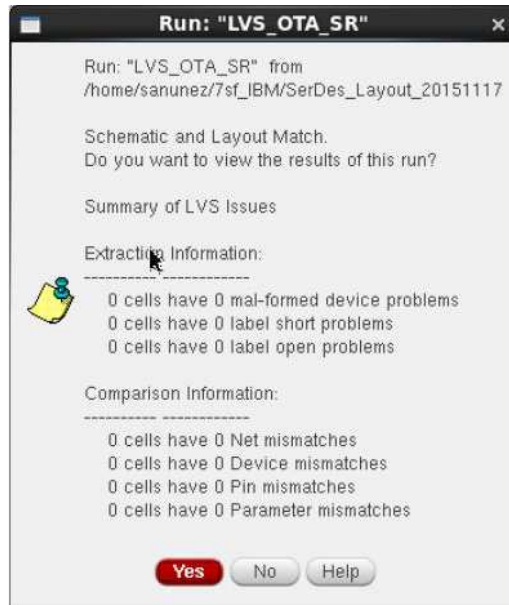 Run: "LVS_OTA_SR"
Run: "LVS_OTA_SR" from
/home/sanunez/7sf_IBM/SerDes_Layout_20151117
Schematic and Layout Match.
Do you want to view the results of this run?
Summary of LVS Issues
Extraction Information:
---------- ------------
0 cells have 0 mal-formed device problems
0 cells have 0 label short problems
0 cells have 0 label open problems
Comparison Information:
---------- ------------
0 cells have 0 Net mismatches
0 cells have 0 Device mismatches
0 cells have 0 Pin mismatches
0 cells have 0 Parameter mismatches
Yes No Help